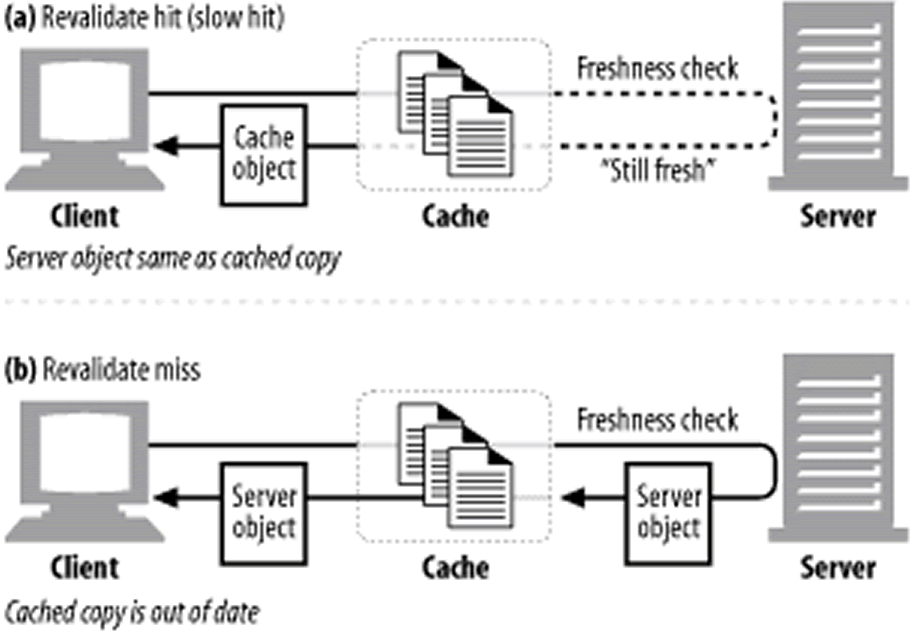 (a) Revalidate hit (slow hit)
Freshness check
Cache
object
"Still fresh"
Client
Cache
Server
Server object same as cached copy
(b) Revalidate miss
Freshness check
Server
object
Server
object
Client
Cache
Server
Cached copy is out of date